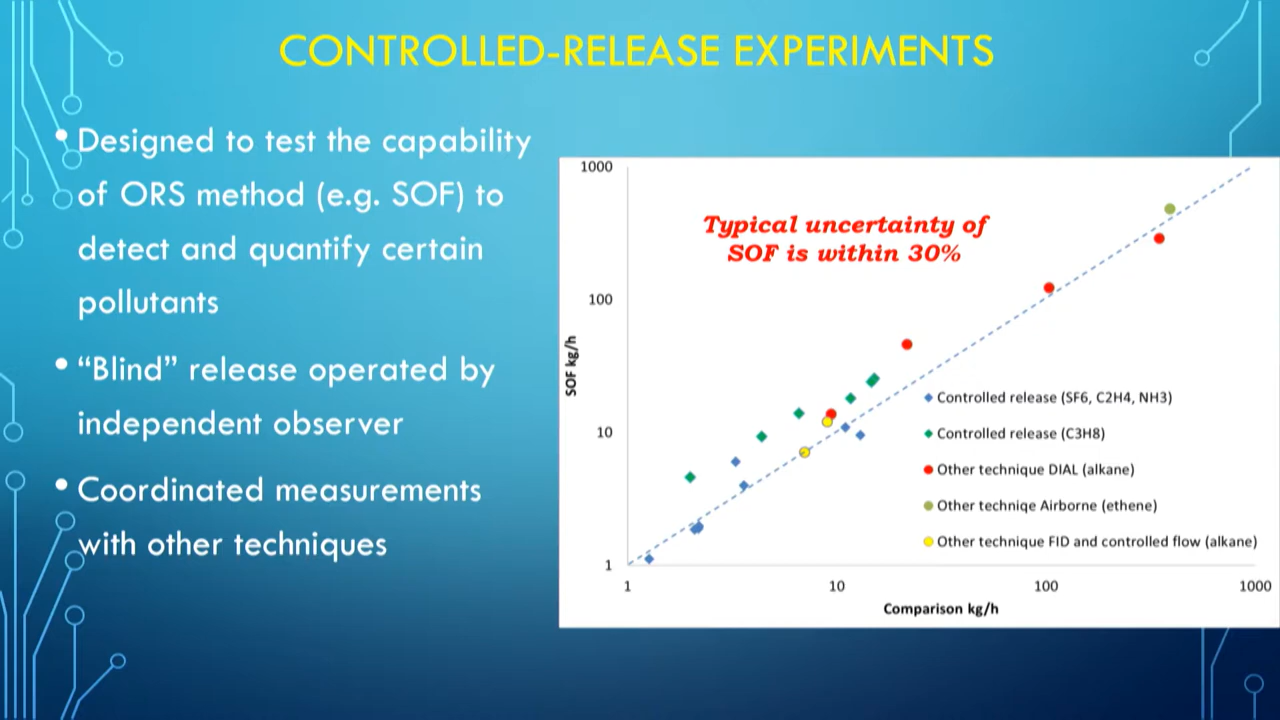 CONTROLLED-RELEASE EXPERIMENTS
• Designed to test the capability
of ORS method (e.g. SOF) to
detect and quantify certain
pollutants
• “Blind” release operated by
independent observer
• Coordinated measurements
with other techniques
1000
100
10
1
SOF kg/h
Typical uncertainty of
SOF is within 30%
Controlled release (SF6, C2H4, NH3)
Controlled release (C3H8)
Other technique DIAL (alkane)
Other techniqe Airborne (ethene)
Other technique FID and controlled flow (alkane)
1 10 100 1000
Comparison kg/h